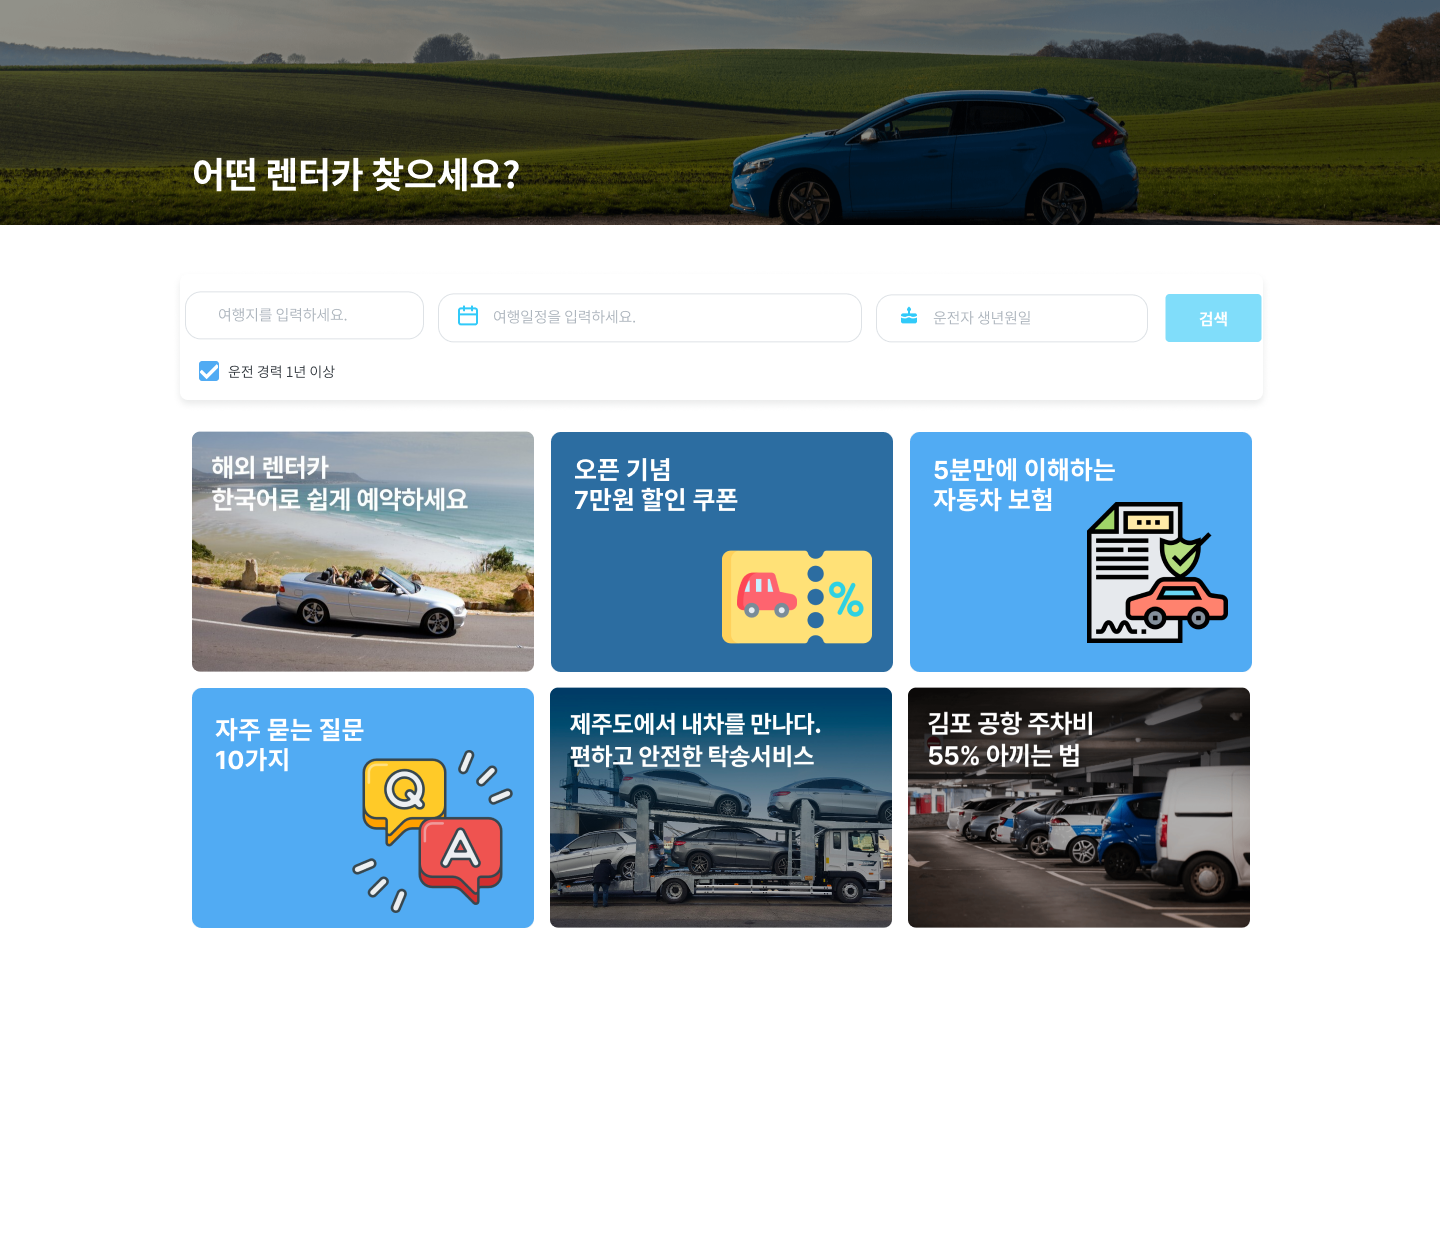 어떤 렌터카 찾으세요?
여행지를 입력하세요.
여행일정을 입력하세요.
운전자 생년원일
검색
운전 경력 1년 이상
해외 렌터카
한국어로 쉽게 예약하세요
오픈 기념
7만원 할인 쿠폰
%
5분만에 이해하는
자동차 보험
자주 묻는 질문
10가지
Q
A
제주도에서 내차를 만나다.
편하고 안전한 탁송서비스
김포 공항 주차비
55% 아끼는 법